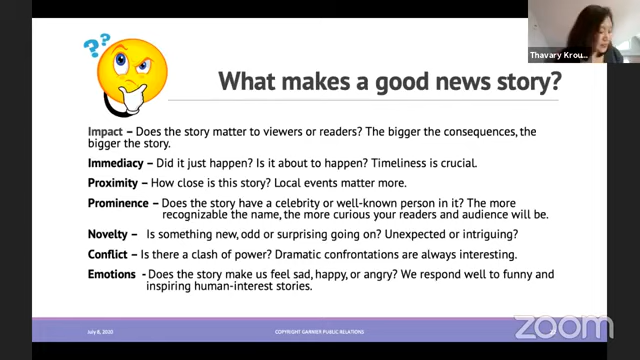 Thavary Krou...
??
What makes a good news story?
Impact – Does the story matter to viewers or readers? The bigger the consequences, the
bigger the story.
Immediacy – Did it just happen? Is it about to happen? Timeliness is crucial.
Proximity – How close is this story? Local events matter more.
Prominence – Does the story have a celebrity or well-known person in it? The more
recognizable the name, the more curious your readers and audience will be.
Novelty – Is something new, odd or surprising going on? Unexpected or intriguing?
Conflict – Is there a clash of power? Dramatic confrontations are always interesting.
Emotions - Does the story make us feel sad, happy, or angry? We respond well to funny and
inspiring human-interest stories.
July 8, 2020
COPYRIGHT GARNIER PUBLIC RELATIONS
zoom